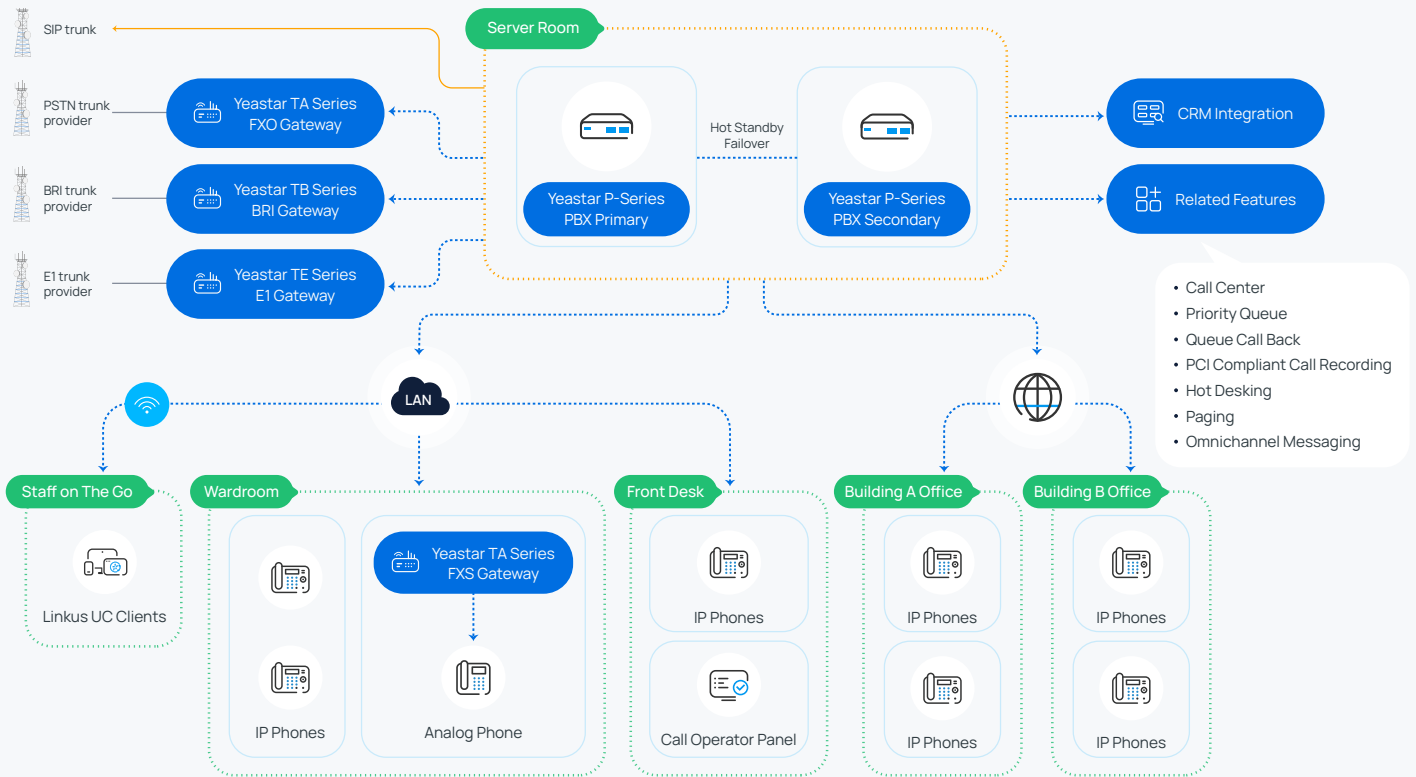 SIP trunk
Server Room
PSTN trunk
provider
Yeastar TA Series
FXO Gateway
BRI trunk
provider
Yeastar TB Series
BRI Gateway
E1 trunk
provider
Yeastar TE Series
E1 Gateway
Yeastar P-Series
PBX Primary
Hot Standby
Failover
Yeastar P-Series
PBX Secondary
CRM Integration
Related Features
• Call Center
• Priority Queue
• Queue Call Back
• PCI Compliant Call Recording
• Hot Desking
• Paging
• Omnichannel Messaging
LAN
Staff on The Go
Linkus UC Clients
Wardroom
IP Phones
Yeastar TA Series
FXS Gateway
Analog Phone
Front Desk
IP Phones
Call Operator Panel
Building A Office
IP Phones
IP Phones
Building B Office
IP Phones
IP Phones